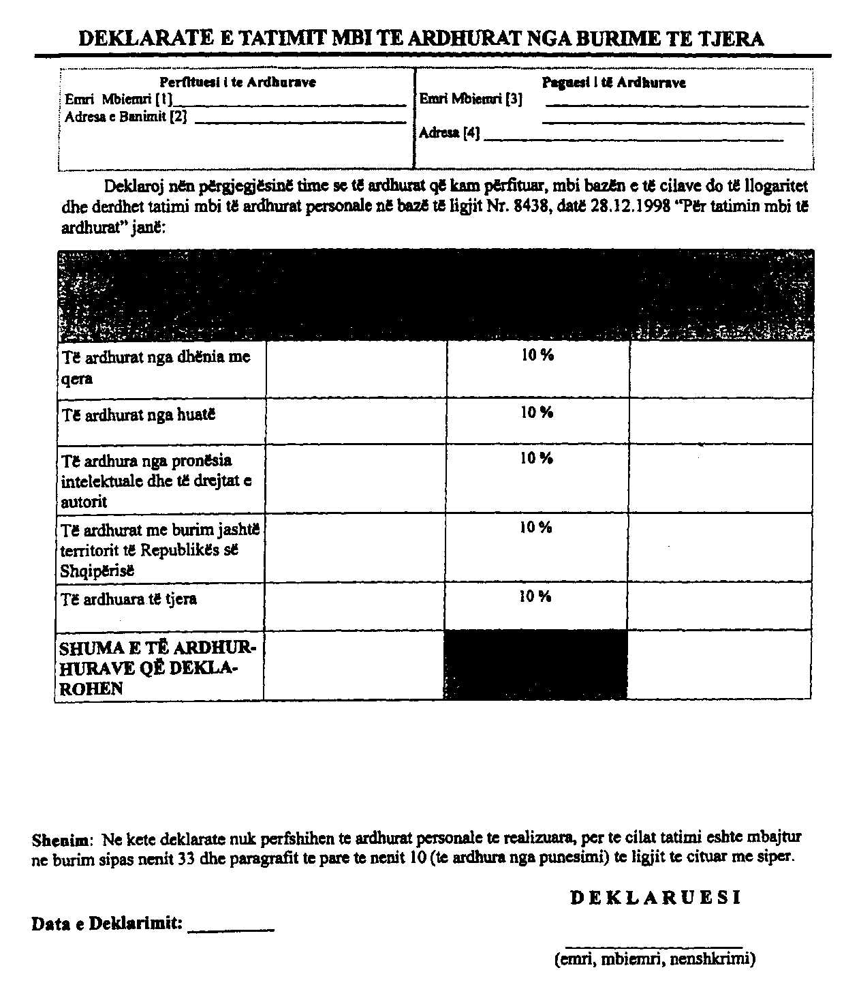 DEKLARATE E TATIMIT MBI TE ARDHURAT NGA BURIME TE TJERA
Perfituesi i te Ardhurave
Emri Mbiemri [1]
Adresa e Banimit [2]
Paguesi i të Ardhurave
Emri Mbiemri [3]
Adresa [4]
Deklaroj nën përgjegjësinë time se të ardhurat që kam përfituar, mbi bazën e të cilave do të llogaritet
dhe derdhet tatimi mbi të ardhurat personale në bazë të ligjit Nr. 8438, datë 28.12.1998 “Për tatimin mbi të
ardhurat” janë:
Të ardhurat nga dhënia me
qera
10 %
Të ardhurat nga huatë
10 %
Të ardhura nga pronësia
intelektuale dhe të drejtat e
autorit
10 %
Të ardhurat me burim jashtë
territorit të Republikës së
Shqipërisë
10 %
Të ardhuara të tjera
10 %
SHUMA E TË ARDHUR-
HURAVE QË DEKLA-
ROHEN
Shenim: Ne kete deklarate nuk perfshihen te ardhurat personale te realizuara, per te cilat tatimi eshte mbajtur
ne burim sipas nenit 33 dhe paragrafit te pare te nenit 10 (te ardhura nga punesimi) te ligjit te cituar me siper.
DEKLARUESI
Data e Deklarimit:
(emri, mbiemri, nenshkrimi)